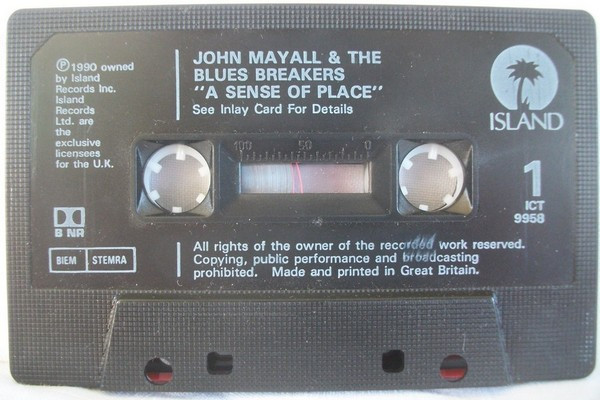 ℗1990 owned
by Island
Records Inc.
Island
Records
Ltd. are
the
exclusive
licensees
for the U.K.
JOHN MAYALL & THE
BLUES BREAKERS
"A SENSE OF PLACE"
See Inlay Card For Details
ISLAND
100 50 0
1
ICT
9958
B NR
BIEM STEMRA
All rights of the owner of the recorded work reserved.
Copying, public performance and broadcasting
prohibited. Made and printed in Great Britain.